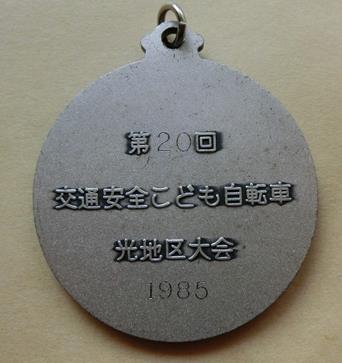 第20回
交通安全こども自転車
光地区大会
1985